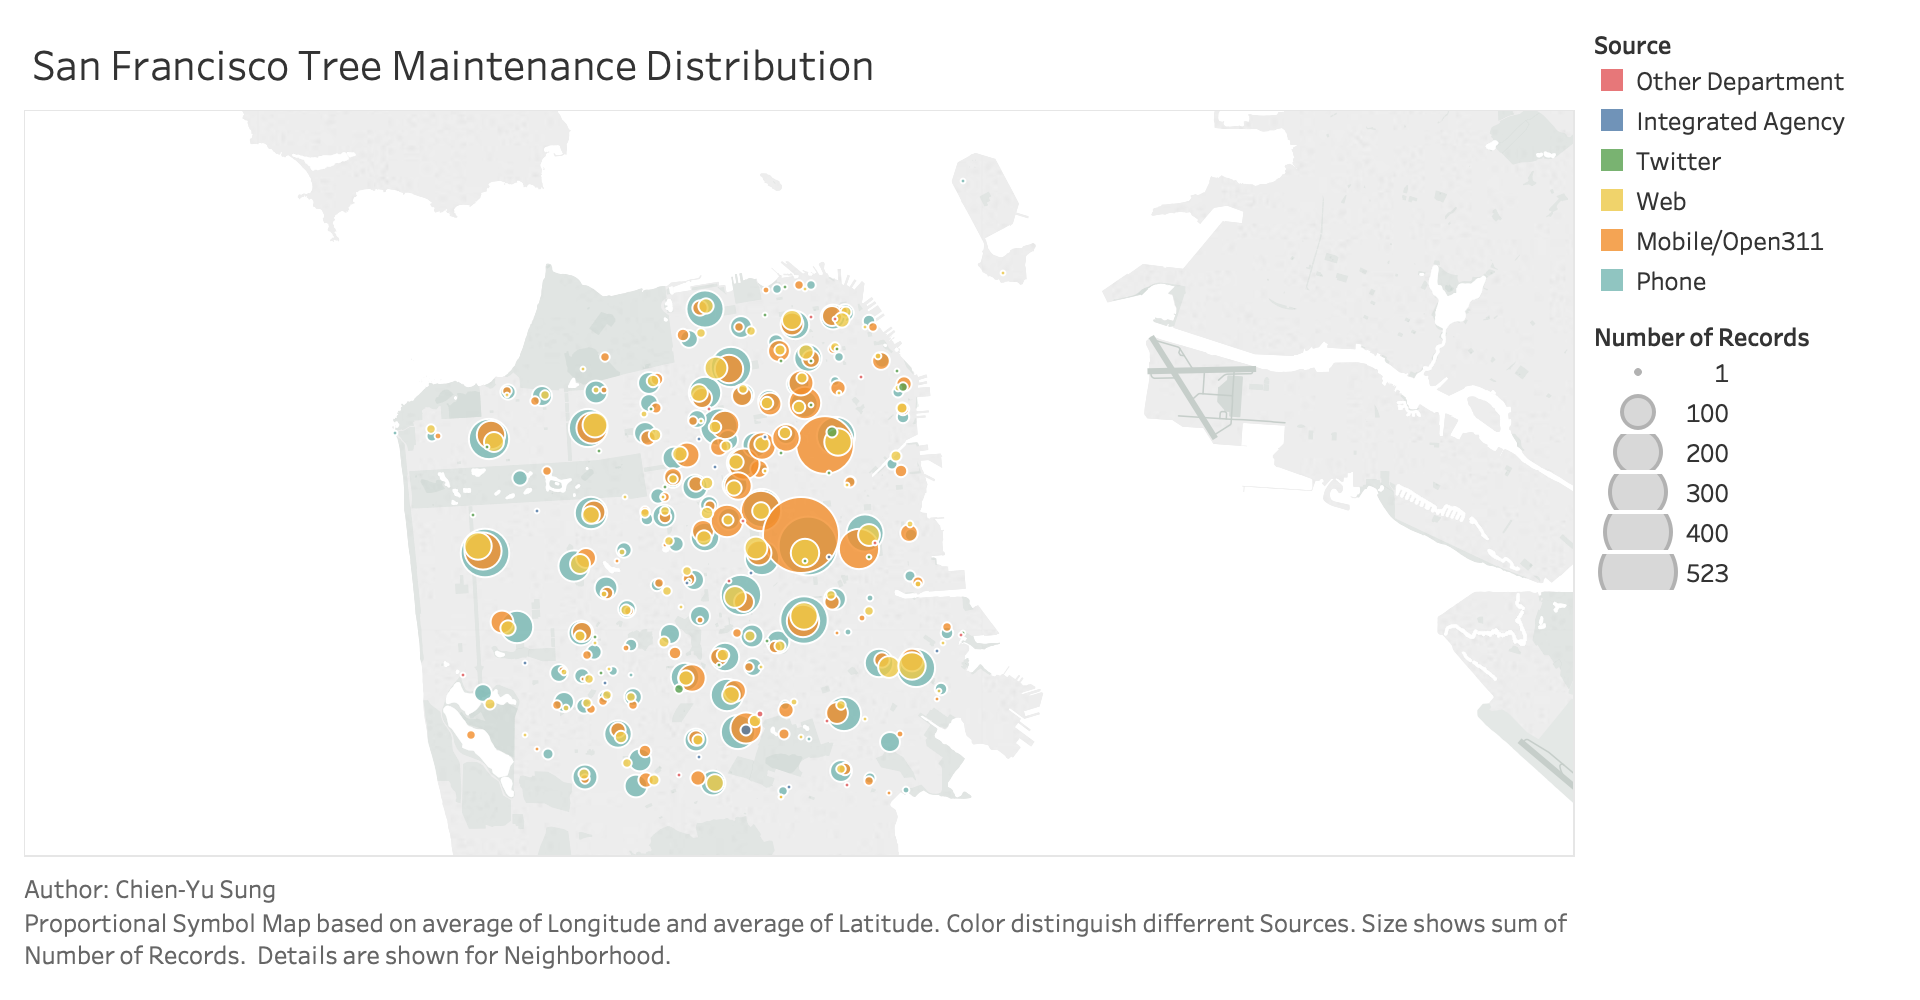 San Francisco Tree Maintenance Distribution
Source
Other Department
Integrated Agency
Twitter
Web
Mobile/Open311
Phone
Number of Records
1
100
200
300
400
523
Author: Chien-Yu Sung
Proportional Symbol Map based on average of Longitude and average of Latitude. Color distinguish differrent Sources. Size shows sum of
Number of Records.  Details are shown for Neighborhood.